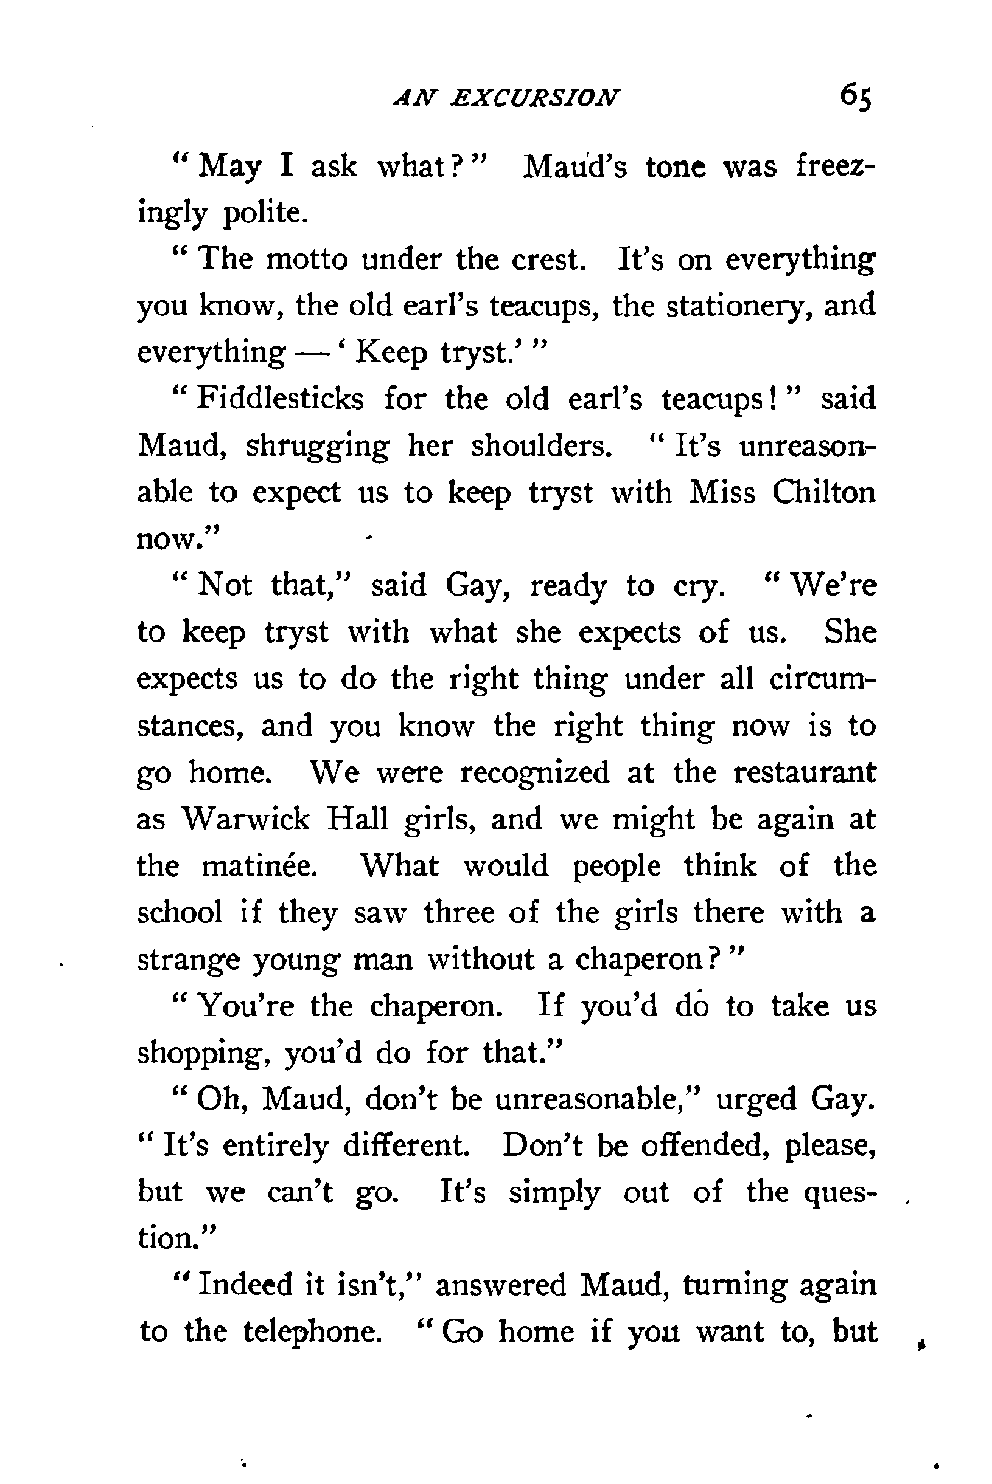 AN EXCURSION 65
" May I ask what? " Maud's tone was freez-
ingly polite.
" The motto under the crest. It's on everything
you know, the old earl's teacups, the stationery, and
everything — ' Keep tryst.' "
" Fiddlesticks for the old earl's teacups! " said
Maud, shrugging her shoulders. " It's unreason-
able to expect us to keep tryst with Miss Chilton
now."
" Not that," said Gay, ready to cry. " We're
to keep tryst with what she expects of us. She
expects us to do the right thing under all circum-
stances, and you know the right thing now is to
go home. We were recognized at the restaurant
as Warwick Hall girls, and we might be again at
the matinée. What would people think of the
school if they saw three of the girls there with a
strange young man without a chaperon? "
" You're the chaperon. If you'd do to take us
shopping, you'd do for that."
" Oh, Maud, don't be unreasonable," urged Gay.
" It's entirely different. Don't be offended, please,
but we can't go. It's simply out of the ques-
tion."
" Indeed it isn't," answered Maud, turning again
to the telephone. " Go home if you want to, but